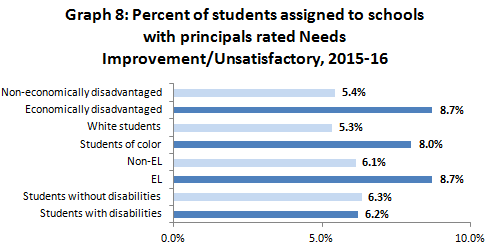 Graph 8: Percent of students assigned to schools
with principals rated Needs
Improvement/Unsatisfactory, 2015-16
Non-economically disadvantaged 5.4%
Economically disadvantaged 8.7%
White students 5.3%
Students of color 8.0%
Non-EL 6.1%
EL 8.7%
Students without disabilities 6.3%
Students with disabilities 6.2%
0.0% 5.0% 10.0%